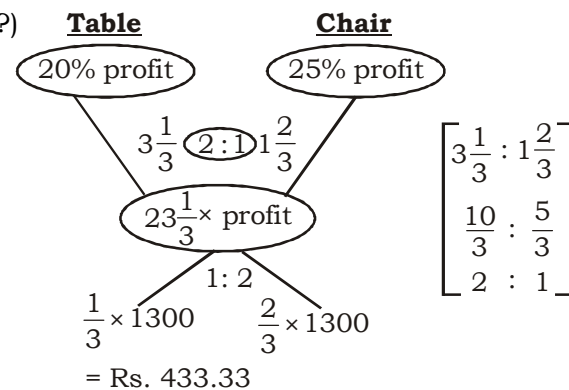 ?) Table Chair
20% profit 25% profit
3 1/3 2 : 1 1 2/3
23 1/3 × profit
1: 2
1/3 × 1300 2/3 × 1300
= Rs. 433.33
3 1/3 : 1 2/3
10/3 : 5/3
2 : 1